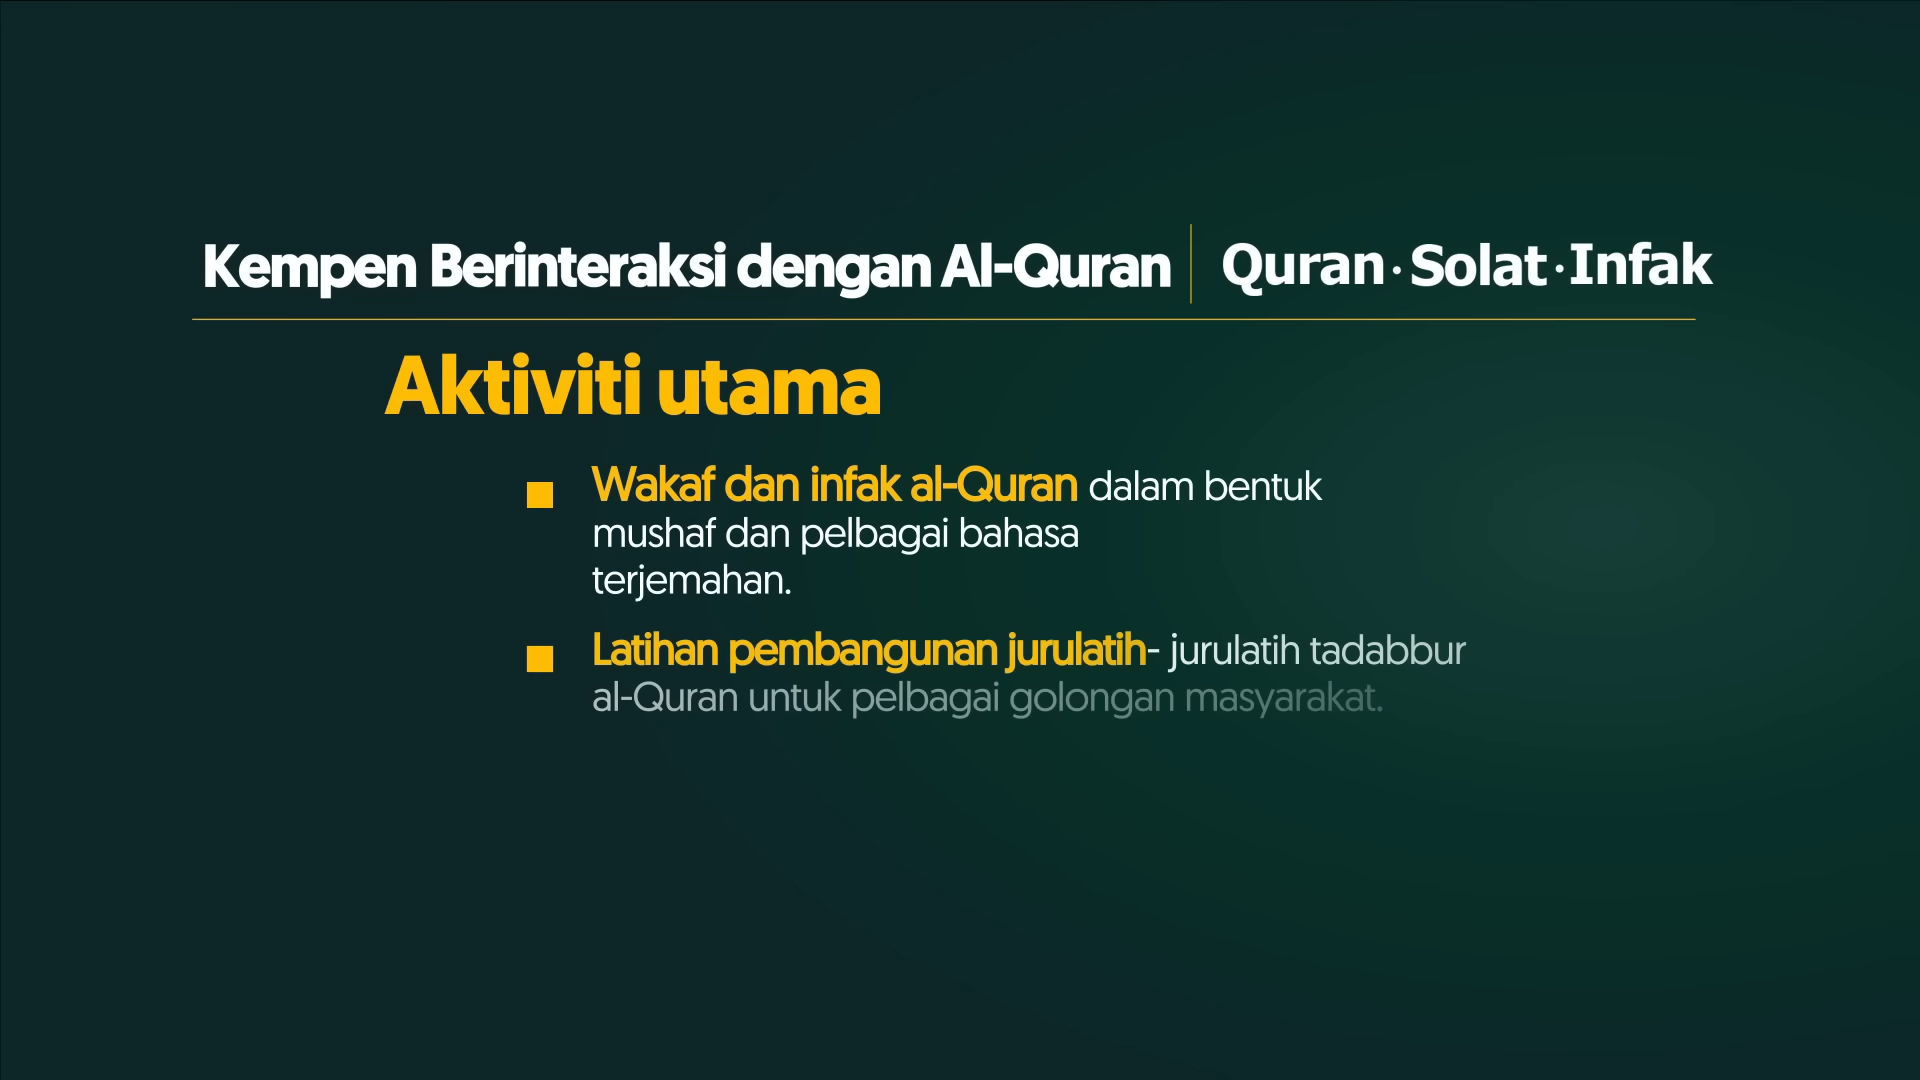 Kempen Berinteraksi dengan Al-Quran Quran · Solat · Infak
Aktiviti utama
Wakaf dan infak al-Quran dalam bentuk
mushaf dan pelbagai bahasa
terjemahan.
Latihan pembangunan jurulatih- jurulatih tadabbur
al-Quran untuk pelbagai golongan masyarakat.